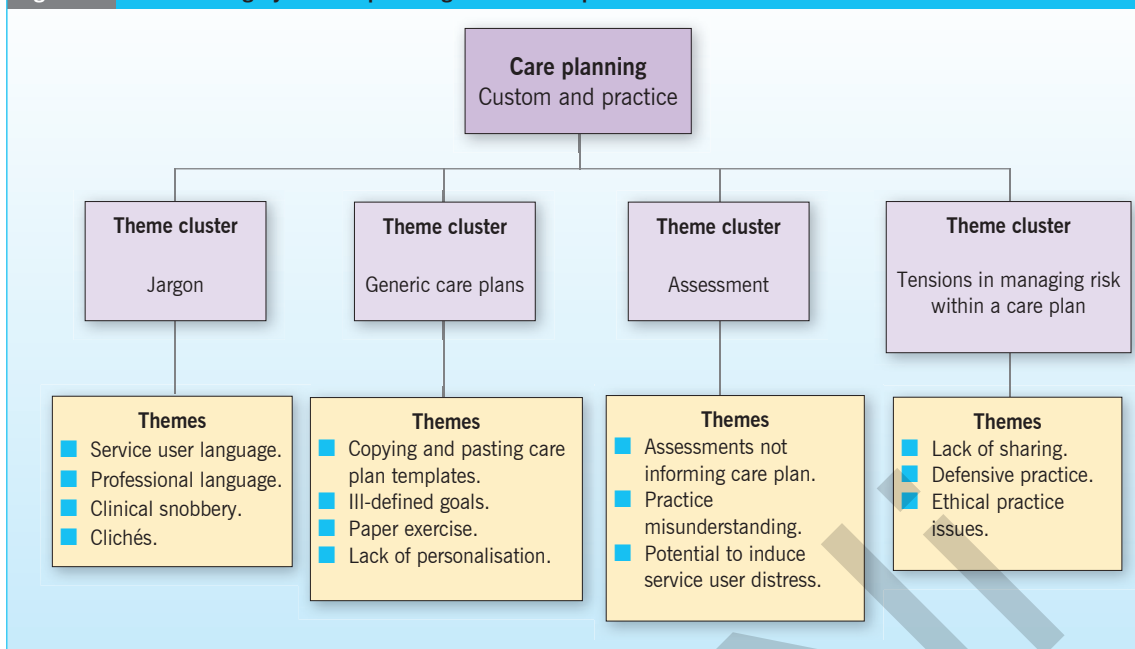 Care planning
Custom and practice
Theme cluster
Jargon
Theme cluster
Generic care plans
Theme cluster
Assessment
Theme cluster
Tensions in managing risk
within a care plan
Themes
Service user language.
Professional language.
Clinical snobbery.
Clichés.
Themes
Copying and pasting care
plan templates.
Ill-defined goals.
Paper exercise.
Lack of personalisation.
Themes
Assessments not
informing care plan.
Practice
misunderstanding.
Potential to induce
service user distress.
Themes
Lack of sharing.
Defensive practice.
Ethical practice
issues.